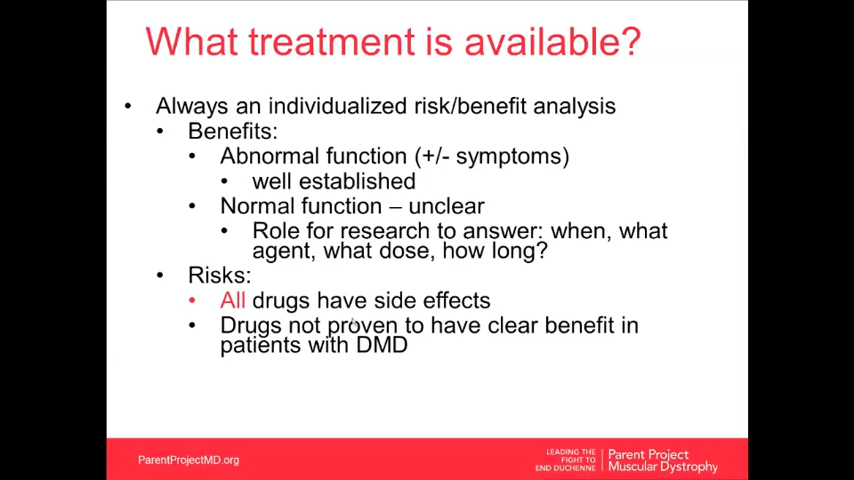 What treatment is available?
• Always an individualized risk/benefit analysis
• Benefits:
• Abnormal function (+/- symptoms)
• well established
• Normal function – unclear
• Role for research to answer: when, what
agent, what dose, how long?
• Risks:
• All drugs have side effects
• Drugs not proven to have clear benefit in
patients with DMD
ParentProjectMD.org
LEADING THE
FIGHT TO
END DUCHENNE
Parent Project
Muscular Dystrophy